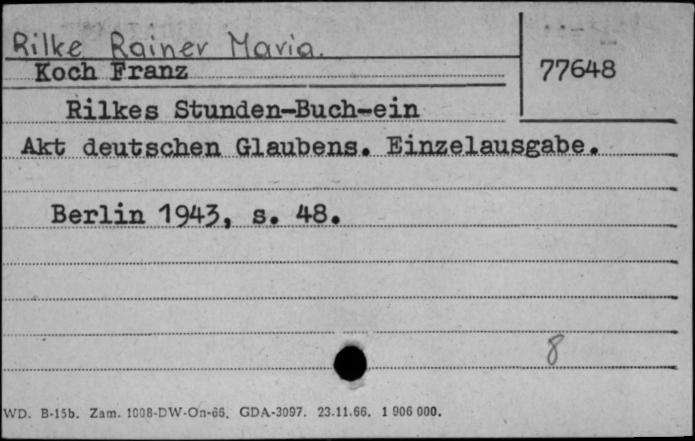 Rilke Rainer Maria.
Koch Franz
77648
Rilkes Stunden-Buch-ein
Akt deutschen Glaubens. Einzelausgabe.
Berlin 1943, s. 48.
8
WD. B-15b. Zam. 1008-DW-On-66. GDA-3097. 23.11.66. 1 906 000.